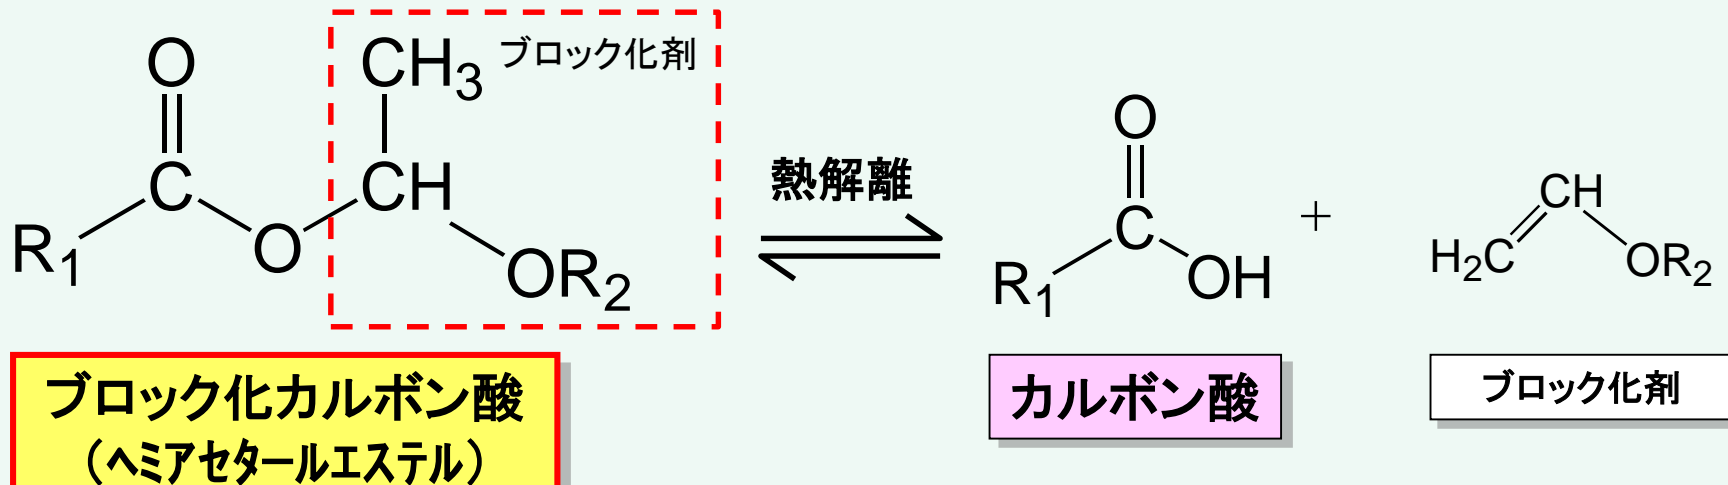 O
CH3 ブロック化剤
C
CH
R1
O
OR2
熱解離
O
C
R1
OH
+
CH
H2C
OR2
ブロック化カルボン酸
（ヘミアセタールエステル）
カルボン酸
ブロック化剤